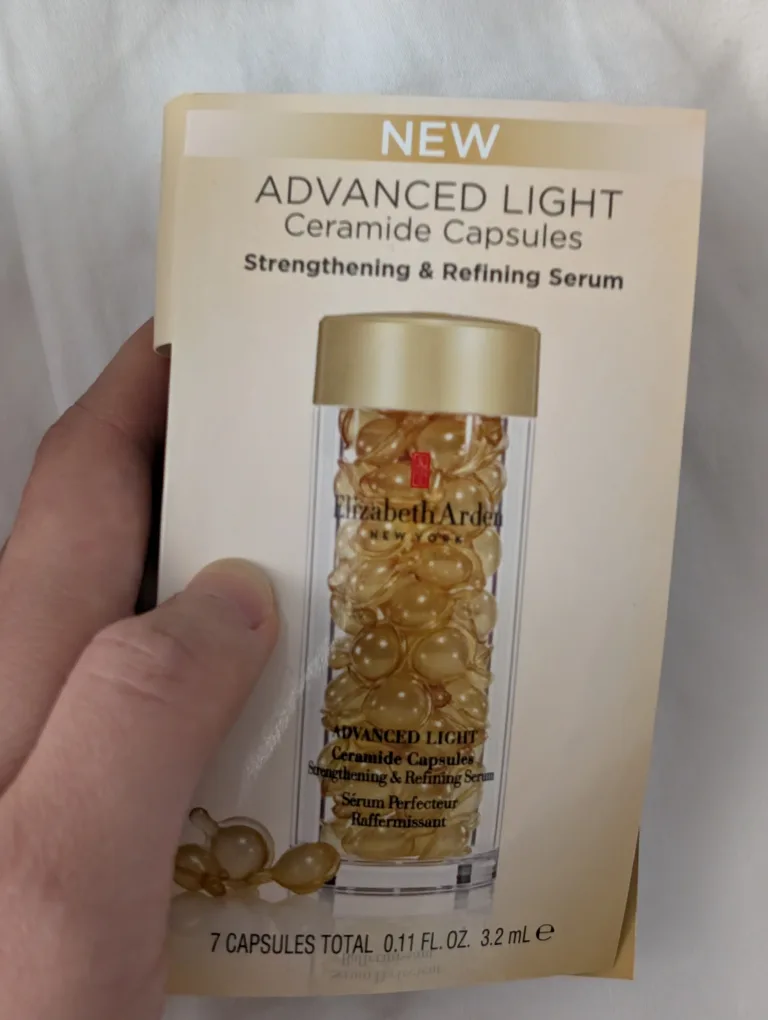 NEW
ADVANCED LIGHT
Ceramide Capsules
Strengthening & Refining Serum
Elizabeth Arden
NEW YORK
ADVANCED LIGHT
Ceramide Capsules
Strengthening & Refining Serum
Sérum Perfecteur
Raffermissant
7 CAPSULES TOTAL 0.11 FL. OZ. 3.2 mL ℮